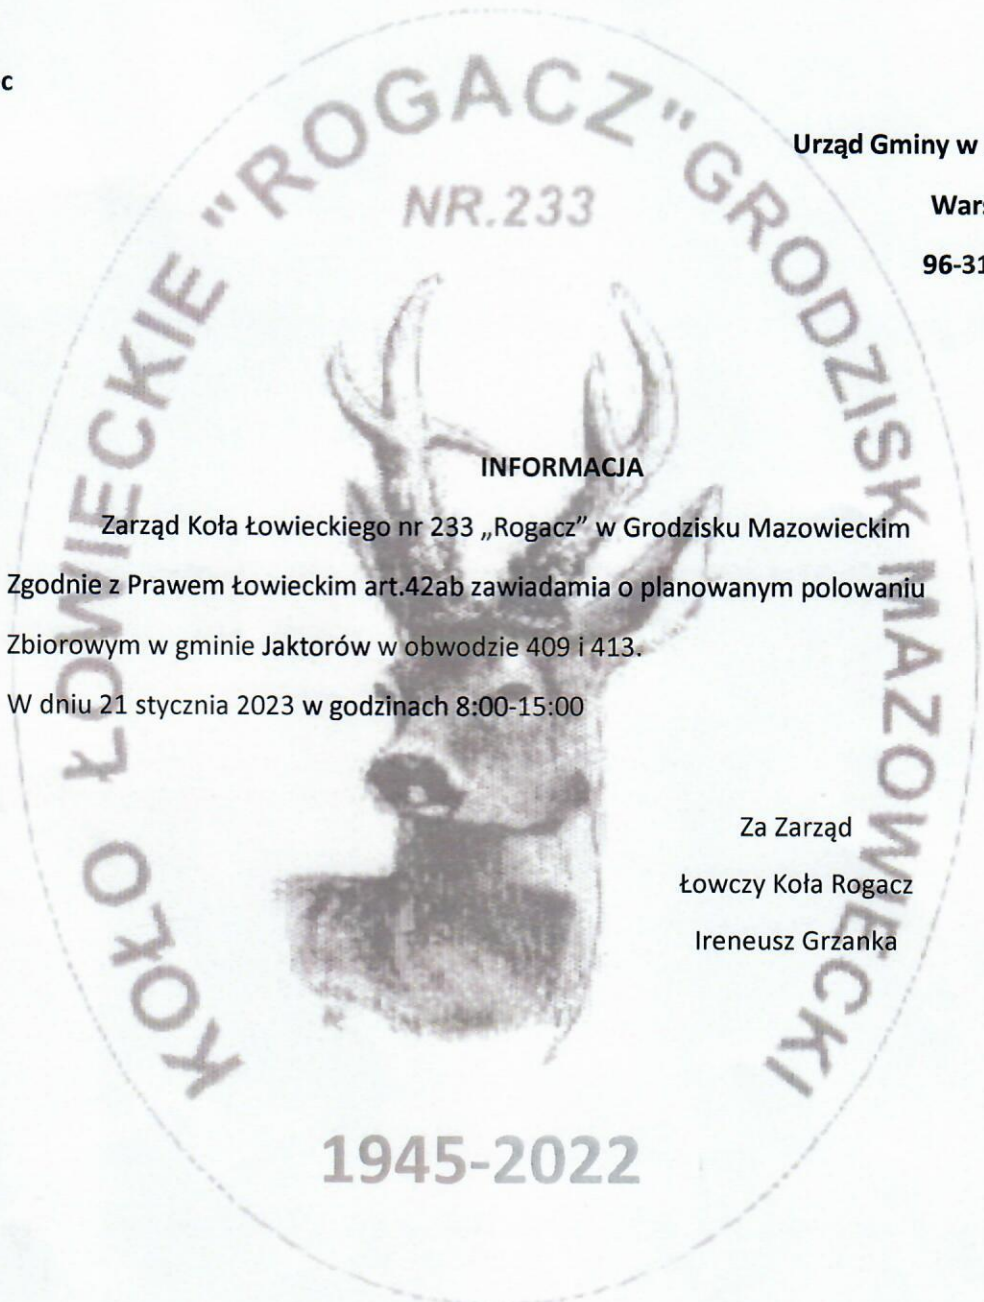 c
Urząd Gminy w
96-31
INFORMACJA
Zarząd Koła Łowieckiego nr 233 „Rogacz” w Grodzisku Mazowieckim
Zgodnie z Prawem Łowieckim art.42ab zawiadamia o planowanym polowaniu
Zbiorowym w gminie Jaktorów w obwodzie 409 i 413.
W dniu 21 stycznia 2023 w godzinach 8:00-15:00
Za Zarząd
Łowczy Koła Rogacz
Ireneusz Grzanka
KOŁO ŁOWIECKIE "ROGACZ" GRODZISK MAZOWIECKI
NR.233
1945-2022